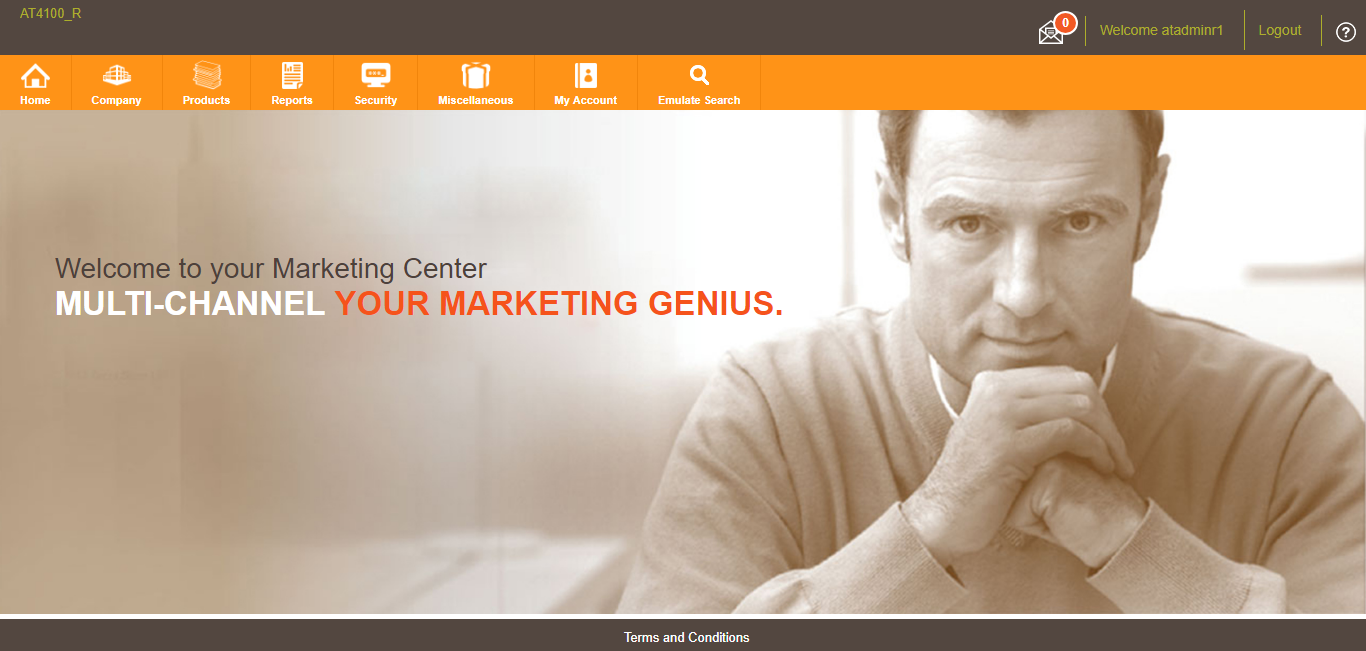 AT4100_R
0
Welcome atadminr1
Logout
?
Home
Company
Products
Reports
Security
Miscellaneous
My Account
Emulate Search
Welcome to your Marketing Center
MULTI-CHANNEL YOUR MARKETING GENIUS.
Terms and Conditions